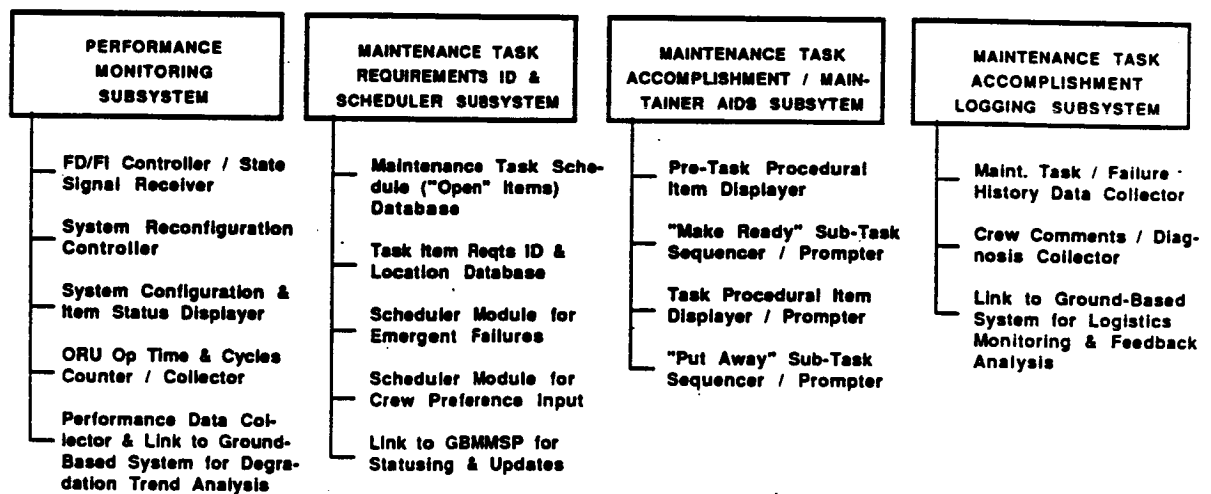 PERFORMANCE
MONITORING
SUBSYSTEM
FD/FI Controller / State
Signal Receiver
System Reconfiguration
Controller
System Configuration &
Item Status Displayer
ORU Op Time & Cycles
Counter / Collector
Performance Data Col-
lector & Link to Ground-
Based System for Degra-
dation Trend Analysis
MAINTENANCE TASK
REQUIREMENTS ID &
SCHEDULER SUBSYSTEM
Maintenance Task Sche-
dule ("Open" Items)
Database
Task Item Reqts ID &
Location Database
Scheduler Module for
Emergent Failures
Scheduler Module for
Crew Preference Input
Link to GBMMSP for
Statusing & Updates
MAINTENANCE TASK
ACCOMPLISHMENT / MAIN-
TAINER AIDS SUBSYTEM
Pre-Task Procedural
Item Displayer
"Make Ready" Sub-Task
Sequencer / Prompter
Task Procedural Item
Displayer / Prompter
"Put Away" Sub-Task
Sequencer / Prompter
MAINTENANCE TASK
ACCOMPLISHMENT
LOGGING SUBSYSTEM
Maint. Task / Failure
History Data Collector
Crew Comments / Diag-
nosis Collector
Link to Ground-Based
System for Logistics
Monitoring & Feedback
Analysis